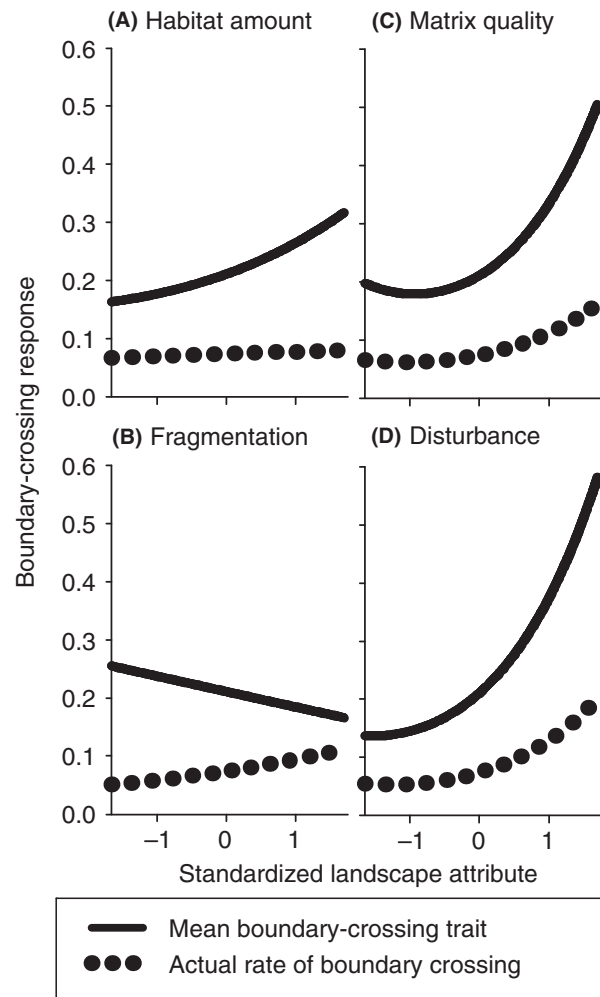 (A) Habitat amount
(C) Matrix quality
0.6
0.5
0.4
0.3
0.2
0.1
0.0
(B) Fragmentation
(D) Disturbance
0.6
0.5
0.4
0.3
0.2
0.1
0.0
Boundary-crossing response
−1 0 1
−1 0 1
Standardized landscape attribute
Mean boundary-crossing trait
Actual rate of boundary crossing